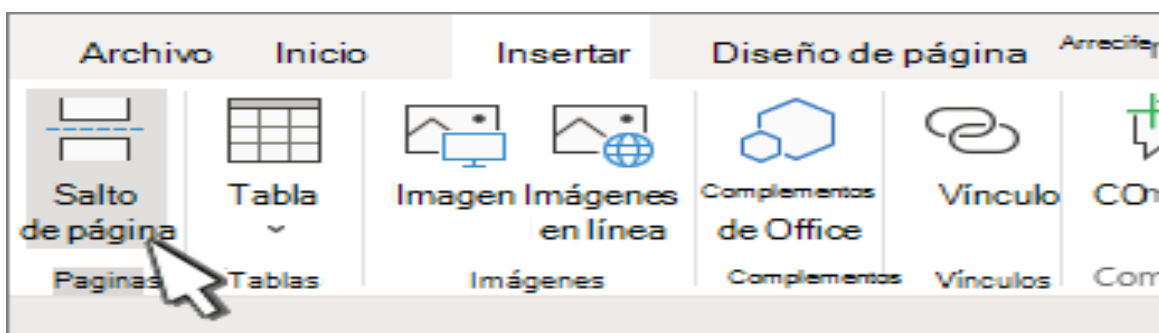 Archivo Inicio Insertar Diseño de página Arrecife
Salto Tabla Imagen Imágenes Complementos Vínculo
de página en línea de Office
Paginas Tablas Imágenes Complementos Vínculos